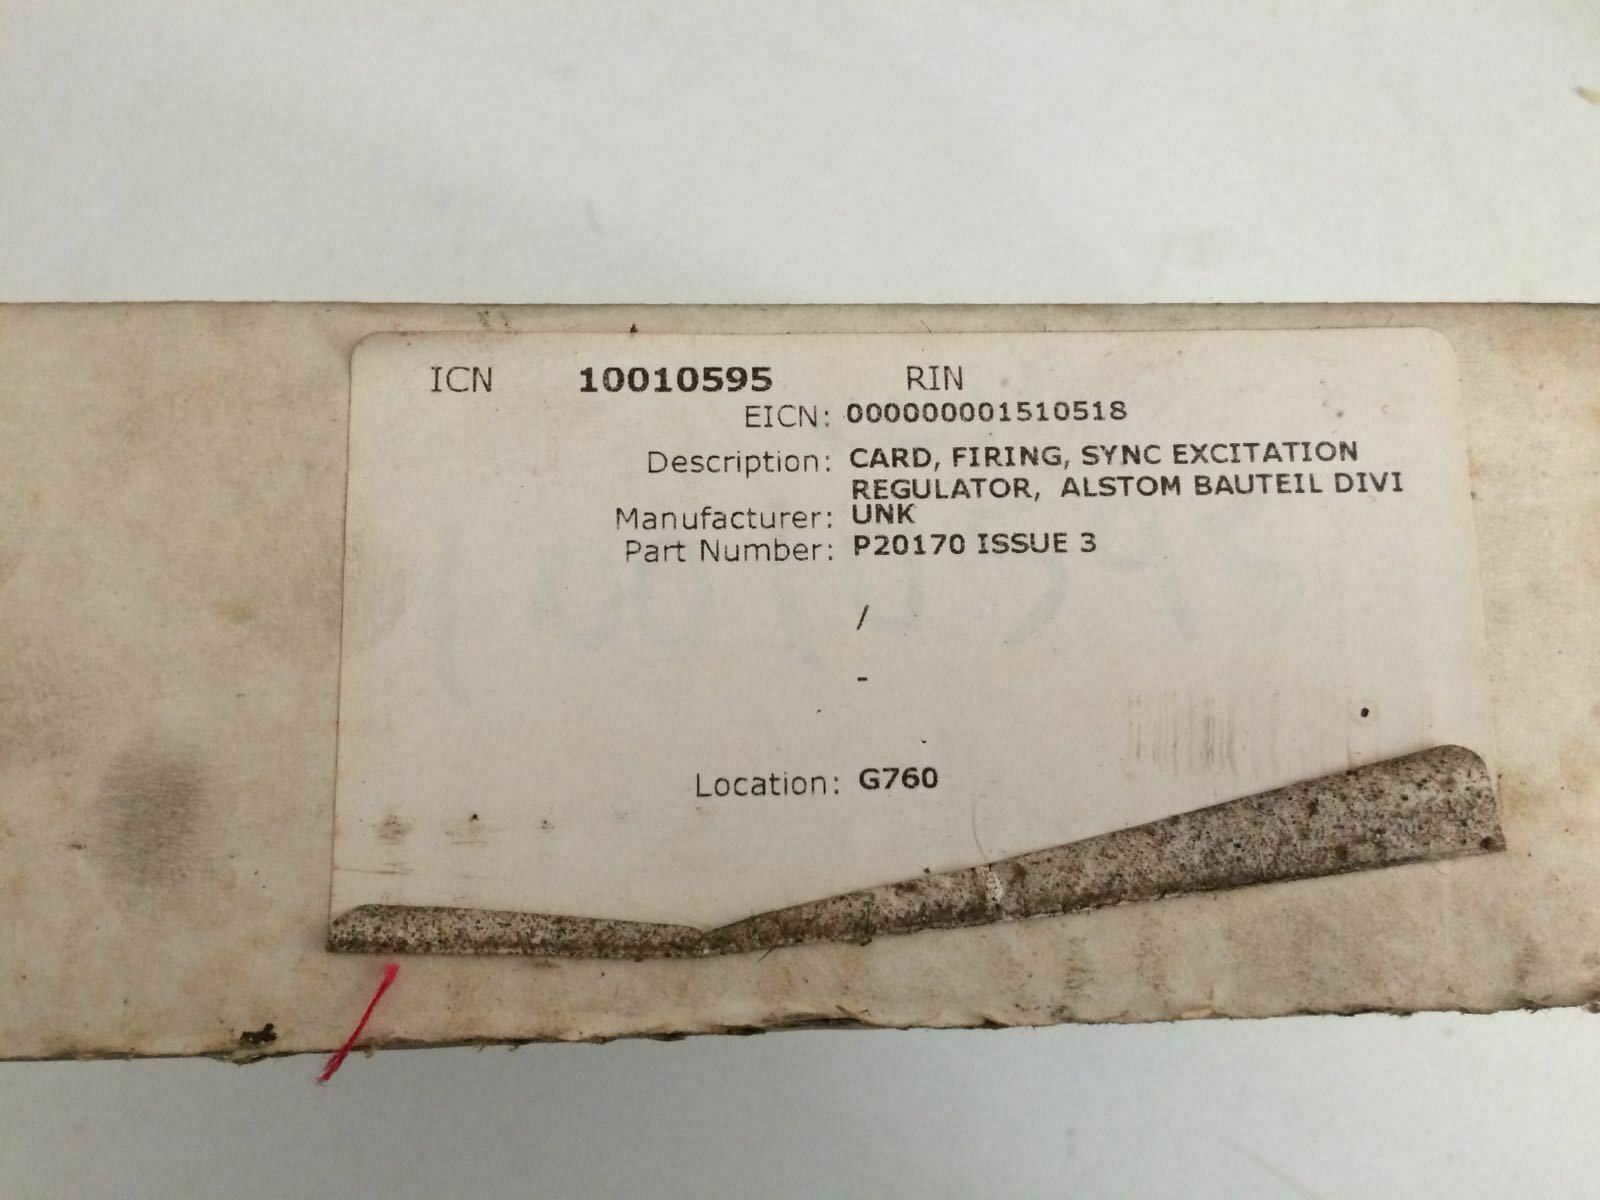 ICN 10010595 RIN
EICN: 000000001510518
Description: CARD, FIRING, SYNC EXCITATION
REGULATOR, ALSTOM BAUTEIL DIVI
Manufacturer: UNK
Part Number: P20170 ISSUE 3
/
-
Location: G760